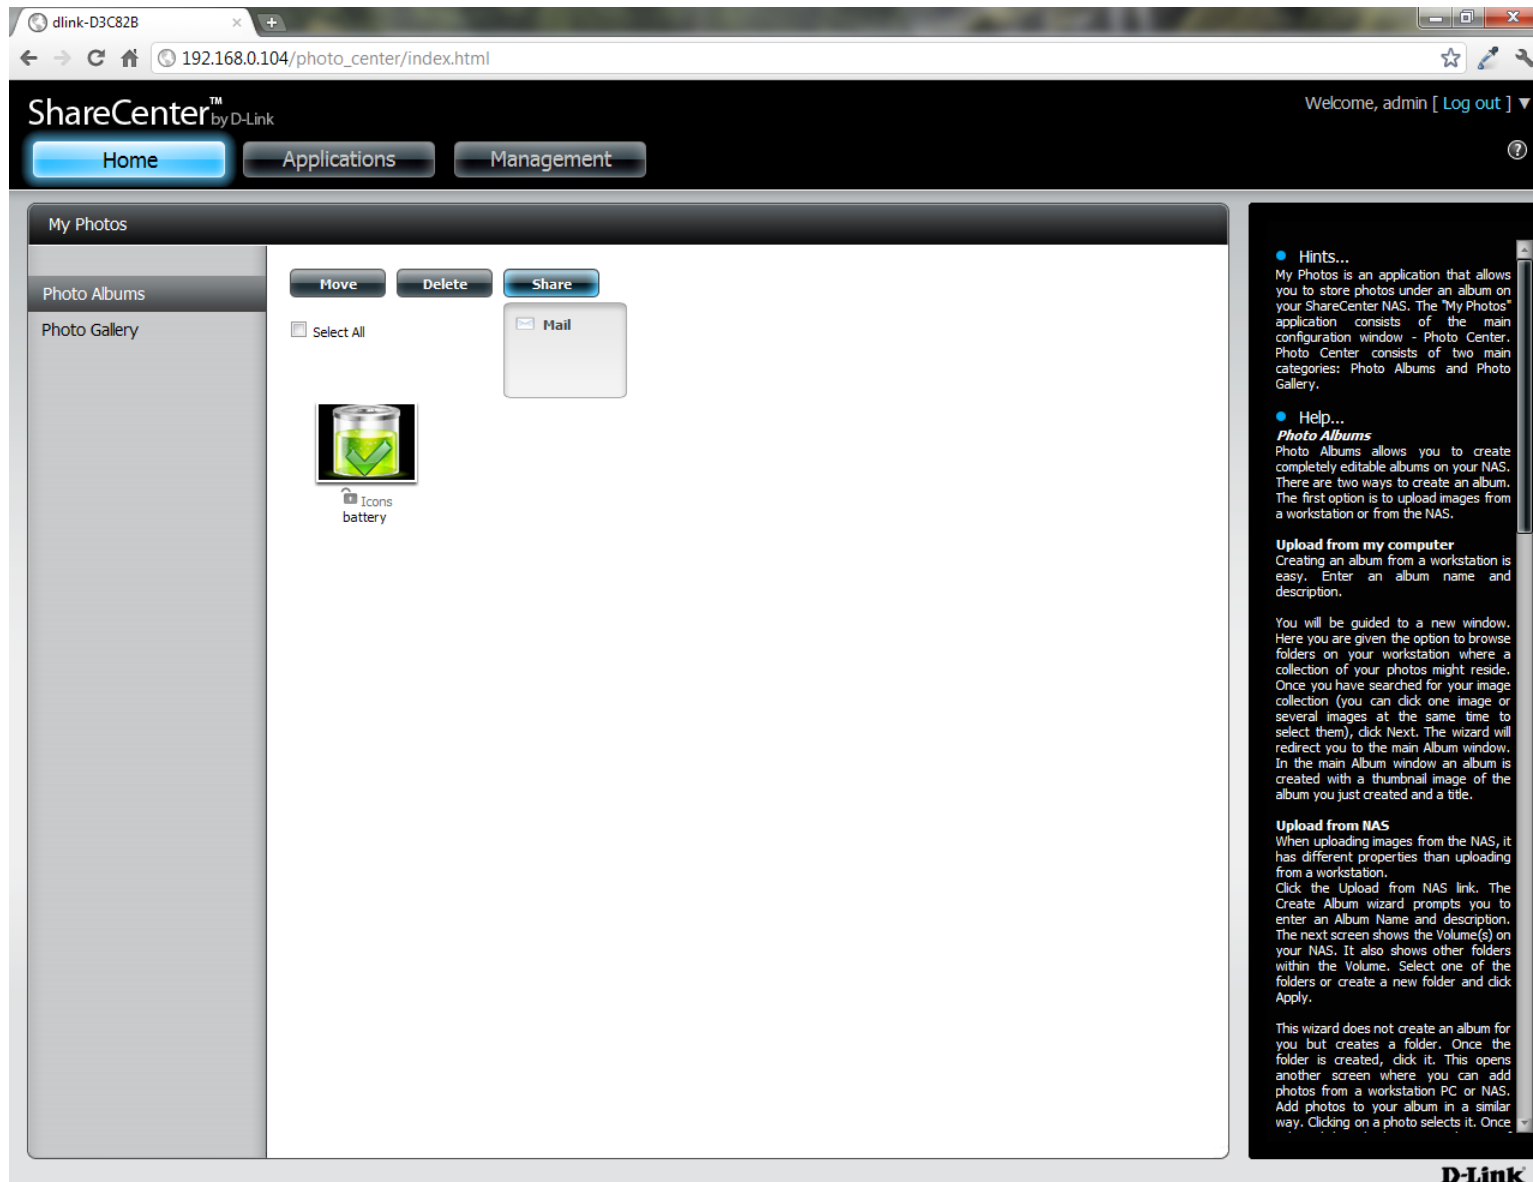 dlink-D3C82B
192.168.0.104/photo_center/index.html
ShareCenter™ by D-Link
Welcome, admin [ Log out ] ▼
Home
Applications
Management
My Photos
Photo Albums
Photo Gallery
Move
Delete
Share
Select All
Mail
Icons
battery
Hints...
My Photos is an application that allows
you to store photos under an album on
your ShareCenter NAS. The "My Photos"
application consists of the main
configuration window - Photo Center.
Photo Center consists of two main
categories: Photo Albums and Photo
Gallery.
Help...
Photo Albums
Photo Albums allows you to create
completely editable albums on your NAS.
There are two ways to create an album.
The first option is to upload images from
a workstation or from the NAS.
Upload from my computer
Creating an album from a workstation is
easy. Enter an album name and
description.
You will be guided to a new window.
Here you are given the option to browse
folders on your workstation where a
collection of your photos might reside.
Once you have searched for your image
collection (you can click one image or
several images at the same time to
select them), click Next. The wizard will
redirect you to the main Album window.
In the main Album window an album is
created with a thumbnail image of the
album you just created and a title.
Upload from NAS
When uploading images from the NAS, it
has different properties than uploading
from a workstation.
Click the Upload from NAS link. The
Create Album wizard prompts you to
enter an Album Name and description.
The next screen shows the Volume(s) on
your NAS. It also shows other folders
within the Volume. Select one of the
folders or create a new folder and click
Apply.
This wizard does not create an album for
you but creates a folder. Once the
folder is created, click it. This opens
another screen where you can add
photos from a workstation PC or NAS.
Add photos to your album in a similar
way. Clicking on a photo selects it. Once
D-Link